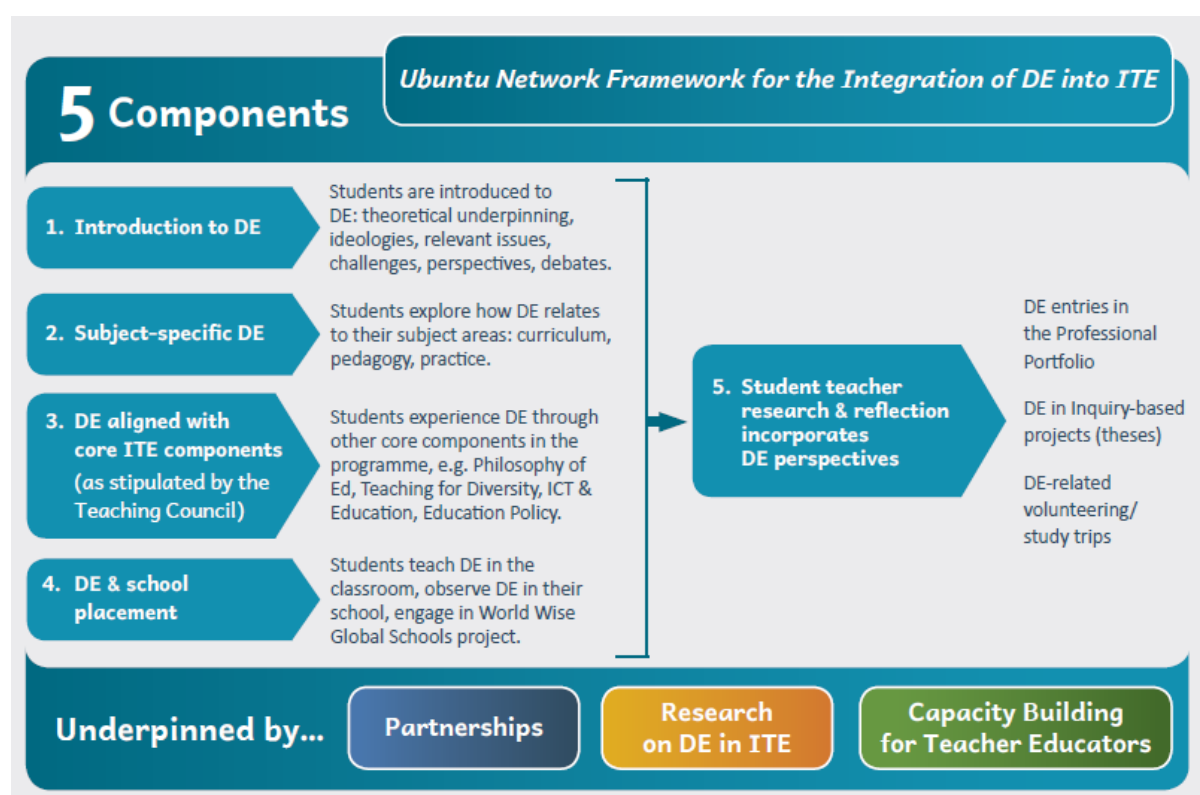 Ubuntu Network Framework for the Integration of DE into ITE
5 Components
1. Introduction to DE
Students are introduced to
DE: theoretical underpinning,
ideologies, relevant issues,
challenges, perspectives, debates.
2. Subject-specific DE
Students explore how DE relates
to their subject areas: curriculum,
pedagogy, practice.
3. DE aligned with
core ITE components
(as stipulated by the
Teaching Council)
Students experience DE through
other core components in the
programme, e.g. Philosophy of
Ed, Teaching for Diversity, ICT &
Education, Education Policy.
4. DE & school
placement
Students teach DE in the
classroom, observe DE in their
school, engage in World Wise
Global Schools project.
5. Student teacher
research & reflection
incorporates
DE perspectives
DE entries in
the Professional
Portfolio
DE in Inquiry-based
projects (theses)
DE-related
volunteering/
study trips
Underpinned by...
Partnerships
Research
on DE in ITE
Capacity Building
for Teacher Educators